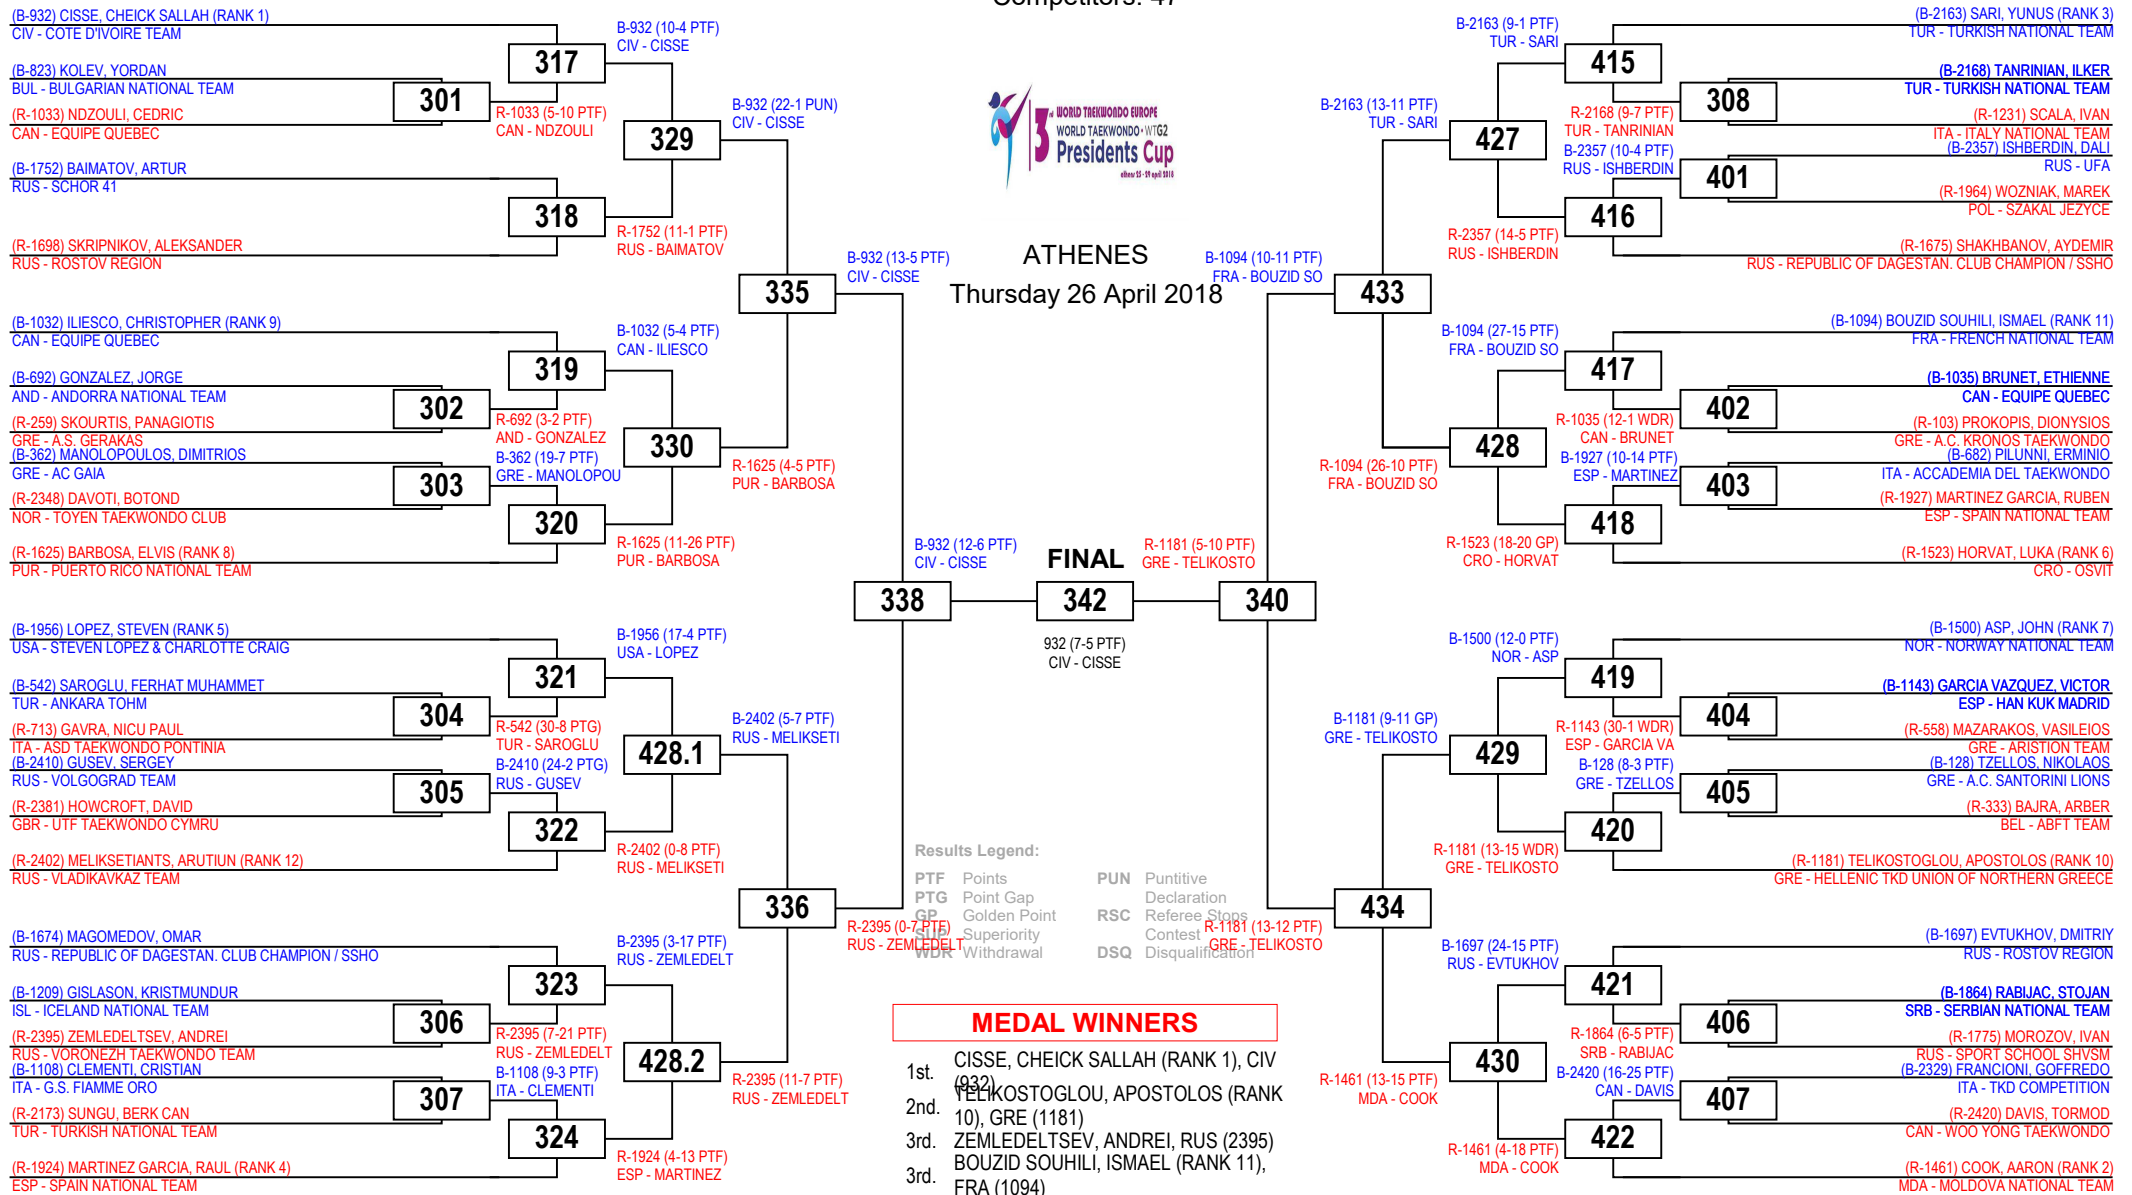 Competitors: 47
(B-932) CISSE, CHEICK SALLAH (RANK 1)
CIV - COTE D'IVOIRE TEAM
(B-823) KOLEV, YORDAN
BUL - BULGARIAN NATIONAL TEAM
(R-1033) NDZOULI, CEDRIC
CAN - EQUIPE QUEBEC
(B-1752) BAIMATOV, ARTUR
RUS - SCHOR 41
(R-1698) SKRIPNIKOV, ALEKSANDER
RUS - ROSTOV REGION
(B-1032) ILIESCO, CHRISTOPHER (RANK 9)
CAN - EQUIPE QUEBEC
(B-692) GONZALEZ, JORGE
AND - ANDORRA NATIONAL TEAM
(R-259) SKOURTIS, PANAGIOTIS
GRE - A.S. GERAKAS
(B-362) MANOLOPOULOS, DIMITRIOS
GRE - AC GAIA
(R-2348) DAVOTI, BOTOND
NOR - TOYEN TAEKWONDO CLUB
(R-1625) BARBOSA, ELVIS (RANK 8)
PUR - PUERTO RICO NATIONAL TEAM
(B-1956) LOPEZ, STEVEN (RANK 5)
USA - STEVEN LOPEZ & CHARLOTTE CRAIG
(B-542) SAROGLU, FERHAT MUHAMMET
TUR - ANKARA TOHM
(R-713) GAVRA, NICU PAUL
ITA - ASD TAEKWONDO PONTINIA
(B-2410) GUSEV, SERGEY
RUS - VOLGOGRAD TEAM
(R-2381) HOWCROFT, DAVID
GBR - UTF TAEKWONDO CYMRU
(R-2402) MELIKSETIANTS, ARUTIUN (RANK 12)
RUS - VLADIKAVKAZ TEAM
(B-1674) MAGOMEDOV, OMAR
RUS - REPUBLIC OF DAGESTAN. CLUB CHAMPION / SSHO
(B-1209) GISLASON, KRISTMUNDUR
ISL - ICELAND NATIONAL TEAM
(R-2395) ZEMLEDELTSEV, ANDREI
RUS - VORONEZH TAEKWONDO TEAM
(B-1108) CLEMENTI, CRISTIAN
ITA - G.S. FIAMME ORO
(R-2173) SUNGU, BERK CAN
TUR - TURKISH NATIONAL TEAM
(R-1924) MARTINEZ GARCIA, RAUL (RANK 4)
ESP - SPAIN NATIONAL TEAM
301
302
303
304
305
306
307
317
R-1033 (5-10 PTF)
CAN - NDZOULI
318
319
R-692 (3-2 PTF)
AND - GONZALEZ
B-362 (19-7 PTF)
GRE - MANOLOPOU
320
321
R-542 (30-8 PTG)
TUR - SAROGLU
B-2410 (24-2 PTG)
RUS - GUSEV
322
323
R-2395 (7-21 PTF)
RUS - ZEMLEDELT
B-1108 (9-3 PTF)
ITA - CLEMENTI
324
B-932 (10-4 PTF)
CIV - CISSE
329
R-1752 (11-1 PTF)
RUS - BAIMATOV
B-1032 (5-4 PTF)
CAN - ILIESCO
330
R-1625 (11-26 PTF)
PUR - BARBOSA
B-1956 (17-4 PTF)
USA - LOPEZ
428.1
R-2402 (0-8 PTF)
RUS - MELIKSETI
B-2395 (3-17 PTF)
RUS - ZEMLEDELT
428.2
R-1924 (4-13 PTF)
ESP - MARTINEZ
B-932 (22-1 PUN)
CIV - CISSE
335
R-1625 (4-5 PTF)
PUR - BARBOSA
B-2402 (5-7 PTF)
RUS - MELIKSETI
336
R-2395 (11-7 PTF)
RUS - ZEMLEDELT
B-932 (13-5 PTF)
CIV - CISSE
338
R-2395 (0-7 PTF)
RUS - ZEMLEDELT
3rd WORLD TAEKWONDO EUROPE
WORLD TAEKWONDO • WTG2
Presidents Cup
athens 25 - 29 april 2018
ATHENES
Thursday 26 April 2018
B-932 (12-6 PTF)
CIV - CISSE
FINAL
342
932 (7-5 PTF)
CIV - CISSE
R-1181 (5-10 PTF)
GRE - TELIKOSTO
Results Legend:
PTF Points
PTG Point Gap
GP Golden Point
SUP Superiority
WDR Withdrawal
PUN Puntitive
Declaration
RSC Referee Stops
Contest
DSQ Disqualification
MEDAL WINNERS
1st. CISSE, CHEICK SALLAH (RANK 1), CIV
(932)
2nd. TELIKOSTOGLOU, APOSTOLOS (RANK
10), GRE (1181)
3rd. ZEMLEDELTSEV, ANDREI, RUS (2395)
3rd. BOUZID SOUHILI, ISMAEL (RANK 11),
FRA (1094)
B-1094 (10-11 PTF)
FRA - BOUZID SO
340
R-1181 (13-12 PTF)
GRE - TELIKOSTO
B-2163 (13-11 PTF)
TUR - SARI
433
R-1094 (26-10 PTF)
FRA - BOUZID SO
B-1181 (9-11 GP)
GRE - TELIKOSTO
434
R-1461 (13-15 PTF)
MDA - COOK
B-2163 (9-1 PTF)
TUR - SARI
427
R-2357 (14-5 PTF)
RUS - ISHBERDIN
B-1094 (27-15 PTF)
FRA - BOUZID SO
428
R-1523 (18-20 GP)
CRO - HORVAT
B-1500 (12-0 PTF)
NOR - ASP
429
R-1181 (13-15 WDR)
GRE - TELIKOSTO
B-1697 (24-15 PTF)
RUS - EVTUKHOV
430
R-1461 (4-18 PTF)
MDA - COOK
415
R-2168 (9-7 PTF)
TUR - TANRINIAN
B-2357 (10-4 PTF)
RUS - ISHBERDIN
416
417
R-1035 (12-1 WDR)
CAN - BRUNET
B-1927 (10-14 PTF)
ESP - MARTINEZ
418
419
R-1143 (30-1 WDR)
ESP - GARCIA VA
B-128 (8-3 PTF)
GRE - TZELLOS
420
421
R-1864 (6-5 PTF)
SRB - RABIJAC
B-2420 (16-25 PTF)
CAN - DAVIS
422
308
401
402
403
404
405
406
407
(B-2163) SARI, YUNUS (RANK 3)
TUR - TURKISH NATIONAL TEAM
(B-2168) TANRINIAN, ILKER
TUR - TURKISH NATIONAL TEAM
(R-1231) SCALA, IVAN
ITA - ITALY NATIONAL TEAM
(B-2357) ISHBERDIN, DALI
RUS - UFA
(R-1964) WOZNIAK, MAREK
POL - SZAKAL JEZYCE
(R-1675) SHAKHBANOV, AYDEMIR
RUS - REPUBLIC OF DAGESTAN. CLUB CHAMPION / SSHO
(B-1094) BOUZID SOUHILI, ISMAEL (RANK 11)
FRA - FRENCH NATIONAL TEAM
(B-1035) BRUNET, ETHIENNE
CAN - EQUIPE QUEBEC
(R-103) PROKOPIS, DIONYSIOS
GRE - A.C. KRONOS TAEKWONDO
(B-682) PILUNNI, ERMINIO
ITA - ACCADEMIA DEL TAEKWONDO
(R-1927) MARTINEZ GARCIA, RUBEN
ESP - SPAIN NATIONAL TEAM
(R-1523) HORVAT, LUKA (RANK 6)
CRO - OSVIT
(B-1500) ASP, JOHN (RANK 7)
NOR - NORWAY NATIONAL TEAM
(B-1143) GARCIA VAZQUEZ, VICTOR
ESP - HAN KUK MADRID
(R-558) MAZARAKOS, VASILEIOS
GRE - ARISTION TEAM
(B-128) TZELLOS, NIKOLAOS
GRE - A.C. SANTORINI LIONS
(R-333) BAJRA, ARBER
BEL - ABFT TEAM
(R-1181) TELIKOSTOGLOU, APOSTOLOS (RANK 10)
GRE - HELLENIC TKD UNION OF NORTHERN GREECE
(B-1697) EVTUKHOV, DMITRIY
RUS - ROSTOV REGION
(B-1864) RABIJAC, STOJAN
SRB - SERBIAN NATIONAL TEAM
(R-1775) MOROZOV, IVAN
RUS - SPORT SCHOOL SHVSM
(B-2329) FRANCIONI, GOFFREDO
ITA - TKD COMPETITION
(R-2420) DAVIS, TORMOD
CAN - WOO YONG TAEKWONDO
(R-1461) COOK, AARON (RANK 2)
MDA - MOLDOVA NATIONAL TEAM